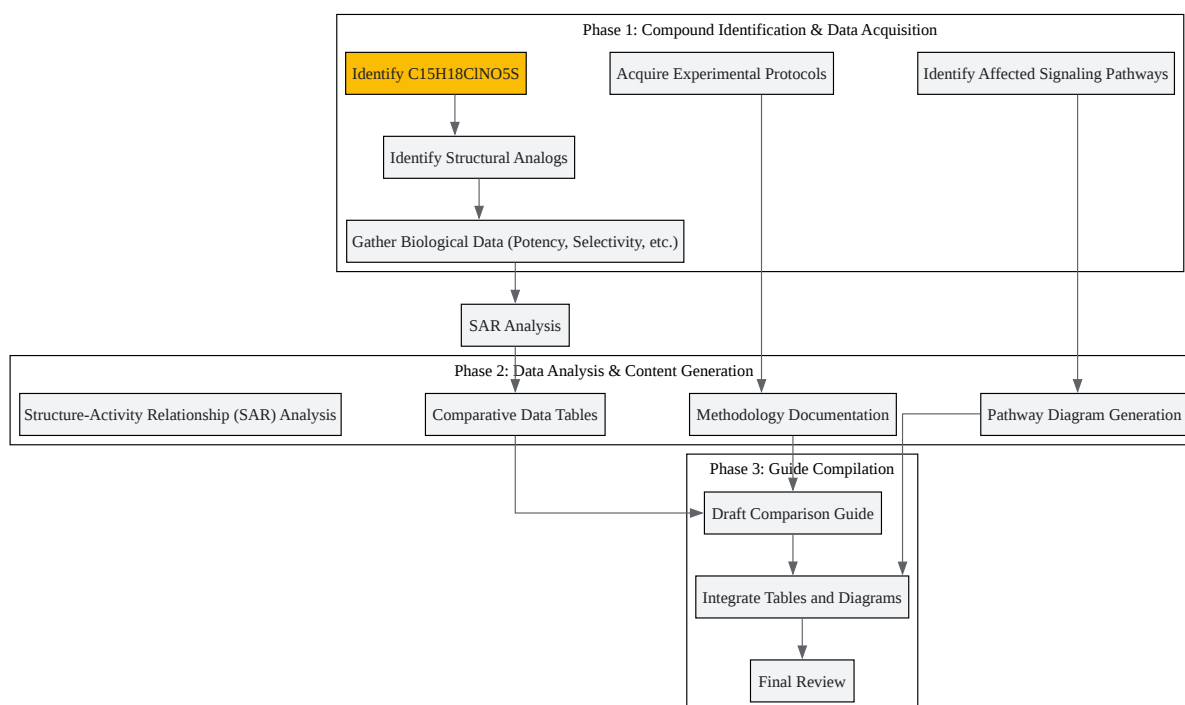 Phase 1: Compound Identification & Data Acquisition
Identify C15H18ClNO5S
Acquire Experimental Protocols
Identify Affected Signaling Pathways
Identify Structural Analogs
Gather Biological Data (Potency, Selectivity, etc.)
SAR Analysis
Phase 2: Data Analysis & Content Generation
Structure-Activity Relationship (SAR) Analysis
Comparative Data Tables
Methodology Documentation
Pathway Diagram Generation
Phase 3: Guide Compilation
Draft Comparison Guide
Integrate Tables and Diagrams
Final Review